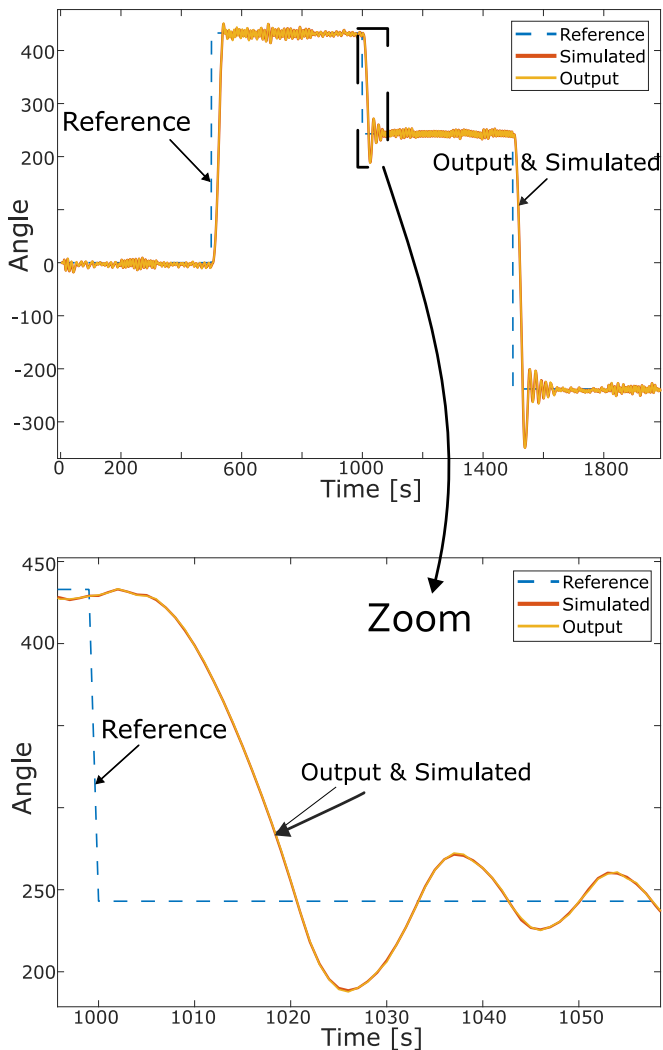 400
300
200
0
-100
-300
Angle
Reference
Simulated
Output
Reference
Output & Simulated
0
200
600
1000
1400
1800
Time [s]
Zoom
450
400
250
200
Angle
Reference
Simulated
Output
Reference
Output & Simulated
1000
1010
1020
1030
1040
1050
Time [s]